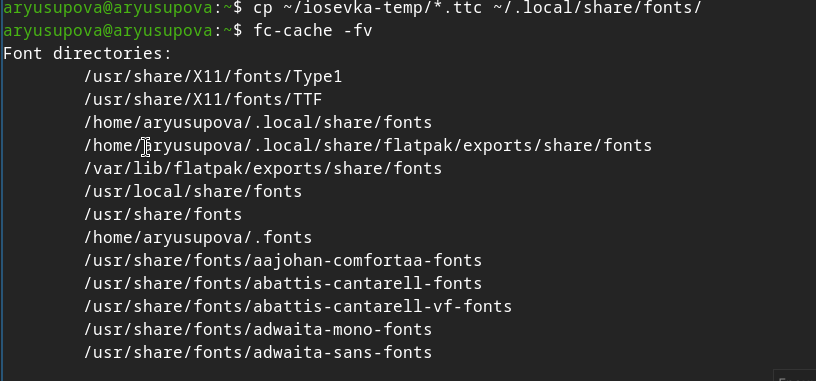 aryusupova@aryusupova:~$ cp ~/iosevka-temp/*.ttc ~/.local/share/fonts/
aryusupova@aryusupova:~$ fc-cache -fv
Font directories:
/usr/share/X11/fonts/Type1
/usr/share/X11/fonts/TTF
/home/aryusupova/.local/share/fonts
/home/aryusupova/.local/share/flatpak/exports/share/fonts
/var/lib/flatpak/exports/share/fonts
/usr/local/share/fonts
/usr/share/fonts
/home/aryusupova/.fonts
/usr/share/fonts/aajohan-comfortaa-fonts
/usr/share/fonts/abattis-cantarell-fonts
/usr/share/fonts/abattis-cantarell-vf-fonts
/usr/share/fonts/adwaita-mono-fonts
/usr/share/fonts/adwaita-sans-fonts